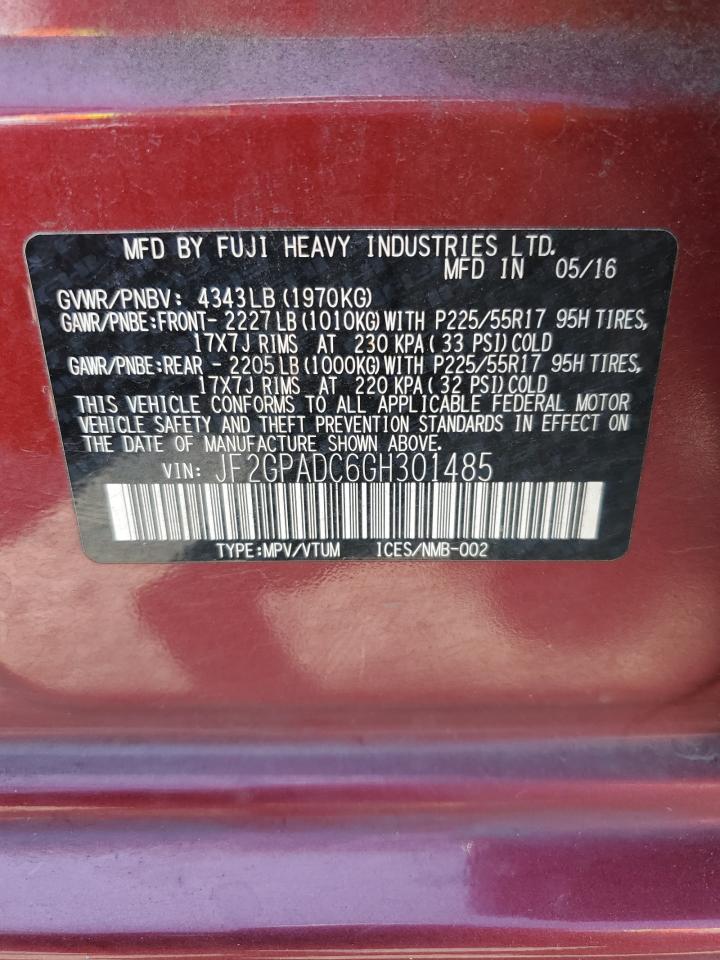 MFD BY FUJI HEAVY INDUSTRIES LTD.
MFD IN 05/16
GVWR/PNBV: 4343LB (1970KG)
GAWR/PNBE:FRONT- 2227LB (1010KG) WITH P225/55R17 95H TIRES,
17X7J RIMS AT 230 KPA (33 PSI) COLD
GAWR/PNBE:REAR - 2205LB (1000KG) WITH P225/55R17 95H TIRES,
17X7J RIMS AT 220 KPA (32 PSI) COLD
THIS VEHICLE CONFORMS TO ALL APPLICABLE FEDERAL MOTOR
VEHICLE SAFETY AND THEFT PREVENTION STANDARDS IN EFFECT ON
THE DATE OF MANUFACTURE SHOWN ABOVE.
VIN: JF2GPADC6GH301485
TYPE:MPV/VTUM ICES/NMB-002